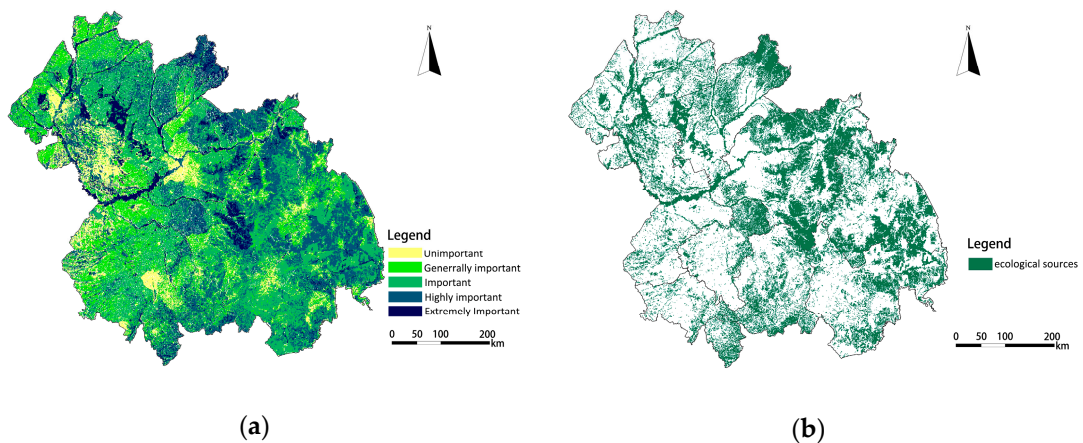 N
Legend
Unimportant
Generrally important
Important
Highly important
Extremely Important
0 50 100 200
km
(a)
N
Legend
ecological sources
0 50 100 200
km
(b)